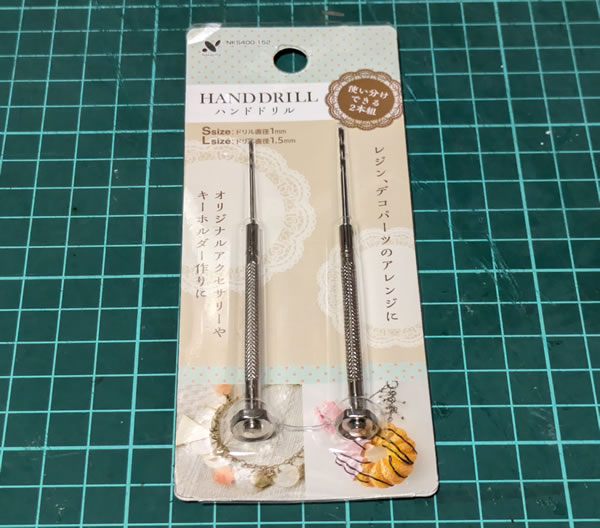 NK5400 152
HAND DRILL
ハンドドリル
使い分け
できる
2本組
Ssize:ドリル直径1mm
Lsize:ドリル直径1.5mm
レジン、デコパーツのアレンジに
オリジナルアクセサリーや
キーホルダー作りに